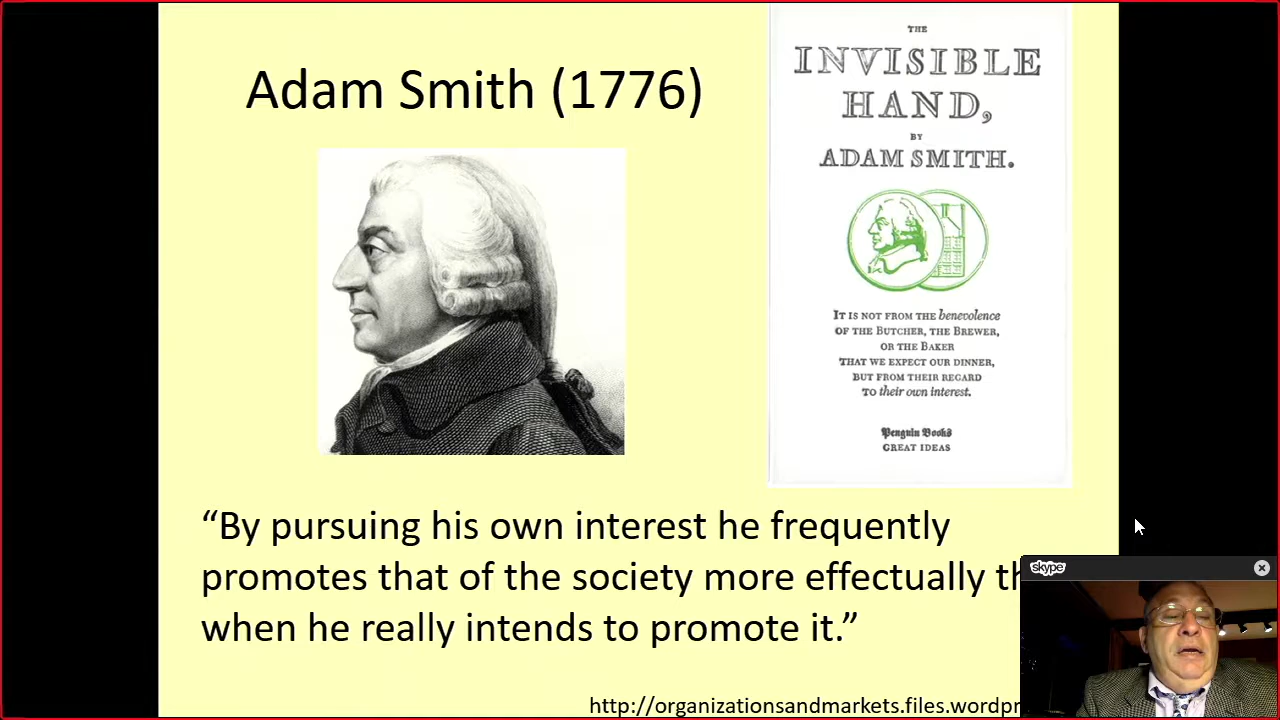 Adam Smith (1776)
THE
INVISIBLE
HAND,
BY
ADAM SMITH.
IT IS NOT FROM THE benevolence
OF THE BUTCHER, THE BREWER,
OR THE BAKER
THAT WE EXPECT OUR DINNER,
BUT FROM THEIR REGARD
TO their own interest.
Penguin Books
GREAT IDEAS
“By pursuing his own interest he frequently
promotes that of the society more effectually
when he really intends to promote it.”
http://organizationsandmarkets.files.wordpr
skype